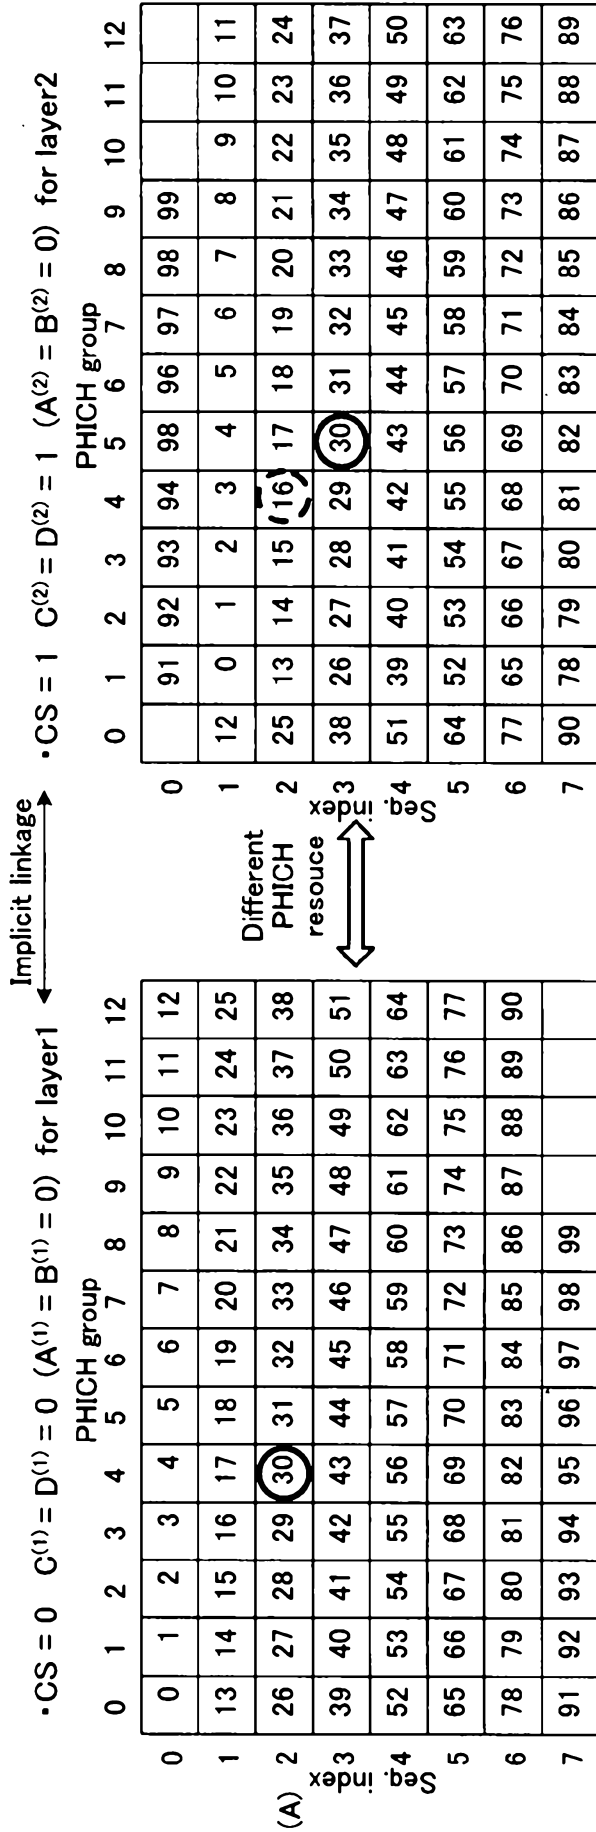 Implicit linkage
•CS = 0 C(1) = D(1) = 0 (A(1) = B(1) = 0) for layer1
PHICH group
0 1 2 3 4 5 6 7 8 9 10 11 12
0 0 1 2 3 4 5 6 7 8 9 10 11 12
1 13 14 15 16 17 18 19 20 21 22 23 24 25
2 26 27 28 29 30 31 32 33 34 35 36 37 38
3 39 40 41 42 43 44 45 46 47 48 49 50 51
4 52 53 54 55 56 57 58 59 60 61 62 63 64
5 65 66 67 68 69 70 71 72 73 74 75 76 77
6 78 79 80 81 82 83 84 85 86 87 88 89 90
7 91 92 93 94 95 96 97 98 99
Seq. index
(A)
Different
PHICH
resouce
•CS = 1 C(2) = D(2) = 1 (A(2) = B(2) = 0) for layer2
PHICH group
0 1 2 3 4 5 6 7 8 9 10 11 12
0 91 92 93 94 98 96 97 98 99
1 12 0 1 2 3 4 5 6 7 8 9 10 11
2 25 13 14 15 16 17 18 19 20 21 22 23 24
3 38 26 27 28 29 30 31 32 33 34 35 36 37
4 51 39 40 41 42 43 44 45 46 47 48 49 50
5 64 52 53 54 55 56 57 58 59 60 61 62 63
6 77 65 66 67 68 69 70 71 72 73 74 75 76
7 90 78 79 80 81 82 83 84 85 86 87 88 89
Seq. index